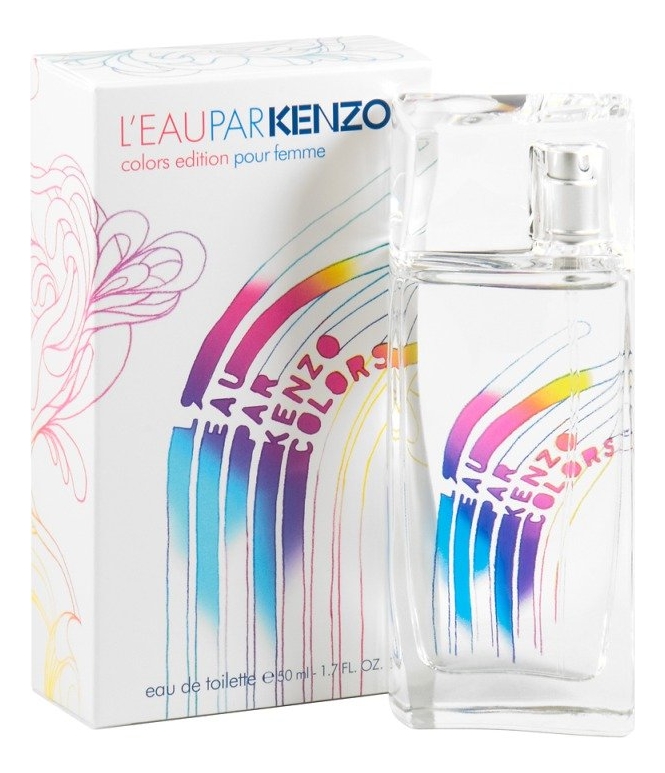 L'EAUPARKENZO
colors edition pour femme
L'
EAU
PAR
KENZO
COLORS
eau de toilette e 50 ml - 1.7 FL. OZ.
L'
EAU
PAR
KENZO
COLORS